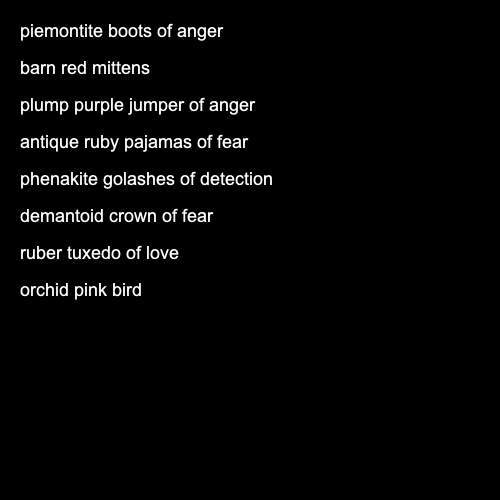 piemontite boots of anger
barn red mittens
plump purple jumper of anger
antique ruby pajamas of fear
phenakite golashes of detection
demantoid crown of fear
ruber tuxedo of love
orchid pink bird